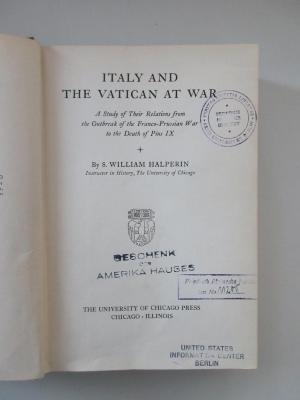 ITALY AND
THE VATICAN AT WAR
A Study of Their Relations from
the Outbreak of the Franco-Prussian War
to the Death of Pius IX
By S. WILLIAM HALPERIN
Instructor in History, The University of Chicago
GESCHENK
AMERIKA HAUSES
THE UNIVERSITY OF CHICAGO PRESS
CHICAGO · ILLINOIS
UNITED STATES
INFORMATION CENTER
BERLIN